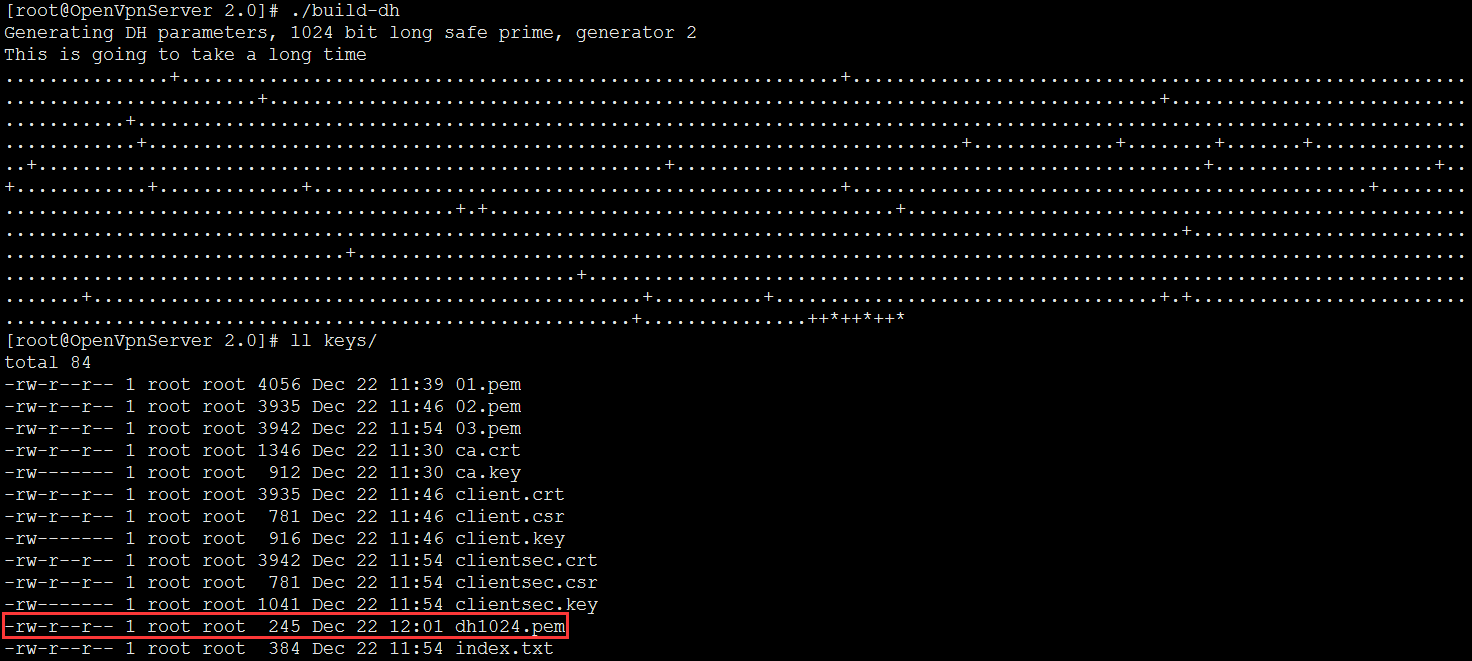 [root@OpenVpnServer 2.0]# ./build-dh
Generating DH parameters, 1024 bit long safe prime, generator 2
This is going to take a long time
...............+............................................................+........................................................
.......................+.................................................................................+...........................
...........+.........................................................................................................................
............+..........................................................................+.............+........+.......+..............
..+.........................................................+................................................+....................+..
+............+.............+................................................+...............................................+........
.........................................+.+.....................................+...................................................
...........................................................................................................+.........................
...............................+.....................................................................................................
....................................................+................................................................................
.......+..................................................+..........+...................................+.+.........................
.........................................................+...............++*++*++*
[root@OpenVpnServer 2.0]# ll keys/
total 84
-rw-r--r-- 1 root root 4056 Dec 22 11:39 01.pem
-rw-r--r-- 1 root root 3935 Dec 22 11:46 02.pem
-rw-r--r-- 1 root root 3942 Dec 22 11:54 03.pem
-rw-r--r-- 1 root root 1346 Dec 22 11:30 ca.crt
-rw------- 1 root root  912 Dec 22 11:30 ca.key
-rw-r--r-- 1 root root 3935 Dec 22 11:46 client.crt
-rw-r--r-- 1 root root  781 Dec 22 11:46 client.csr
-rw------- 1 root root  916 Dec 22 11:46 client.key
-rw-r--r-- 1 root root 3942 Dec 22 11:54 clientsec.crt
-rw-r--r-- 1 root root  781 Dec 22 11:54 clientsec.csr
-rw------- 1 root root 1041 Dec 22 11:54 clientsec.key
-rw-r--r-- 1 root root  245 Dec 22 12:01 dh1024.pem
-rw-r--r-- 1 root root  384 Dec 22 11:54 index.txt